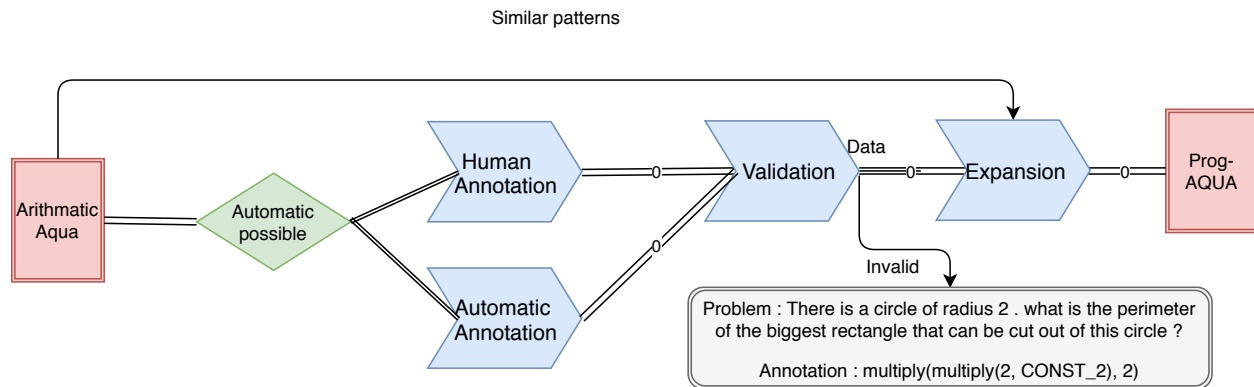 Similar patterns
Arithmatic
Aqua
Automatic
possible
Human
Annotation
0
Automatic
Annotation
0
Validation
Data
0
Expansion
0
Prog-
AQUA
Invalid
Problem : There is a circle of radius 2 . what is the perimeter
of the biggest rectangle that can be cut out of this circle ?
Annotation : multiply(multiply(2, CONST_2), 2)